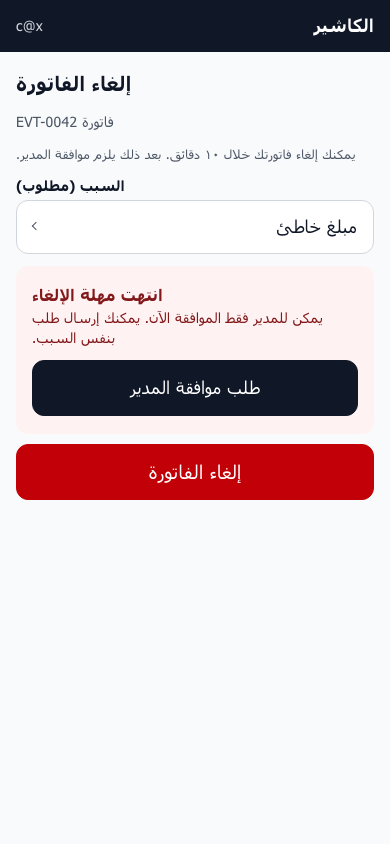 الكاشير
c@x
إلغاء الفاتورة
فاتورة EVT-0042
يمكنك إلغاء فاتورتك خلال ١٠ دقائق. بعد ذلك يلزم موافقة المدير.
السبب (مطلوب)
مبلغ خاطئ
انتهت مهلة الإلغاء
يمكن للمدير فقط الموافقة الآن. يمكنك إرسال طلب
بنفس السبب.
طلب موافقة المدير
إلغاء الفاتورة